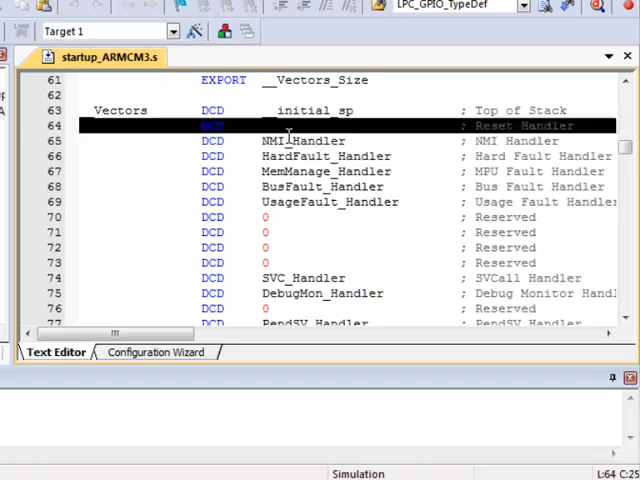 LPC_GPIO_TypeDef
LOAD
Target 1
startup_ARMCM3.s
61 EXPORT __Vectors_Size
62
63 __Vectors DCD __initial_sp ; Top of Stack
64 DCD ; Reset Handler
65 DCD NMI_Handler ; NMI Handler
66 DCD HardFault_Handler ; Hard Fault Handler
67 DCD MemManage_Handler ; MPU Fault Handler
68 DCD BusFault_Handler ; Bus Fault Handler
69 DCD UsageFault_Handler ; Usage Fault Handl
70 DCD 0 ; Reserved
71 DCD 0 ; Reserved
72 DCD 0 ; Reserved
73 DCD 0 ; Reserved
74 DCD SVC_Handler ; SVCall Handler
75 DCD DebugMon_Handler ; Debug Monitor Handl
76 DCD 0 ; Reserved
77 DCD PendSV_Handler ; PendSV Handler
Text Editor Configuration Wizard
Simulation L:64 C:25